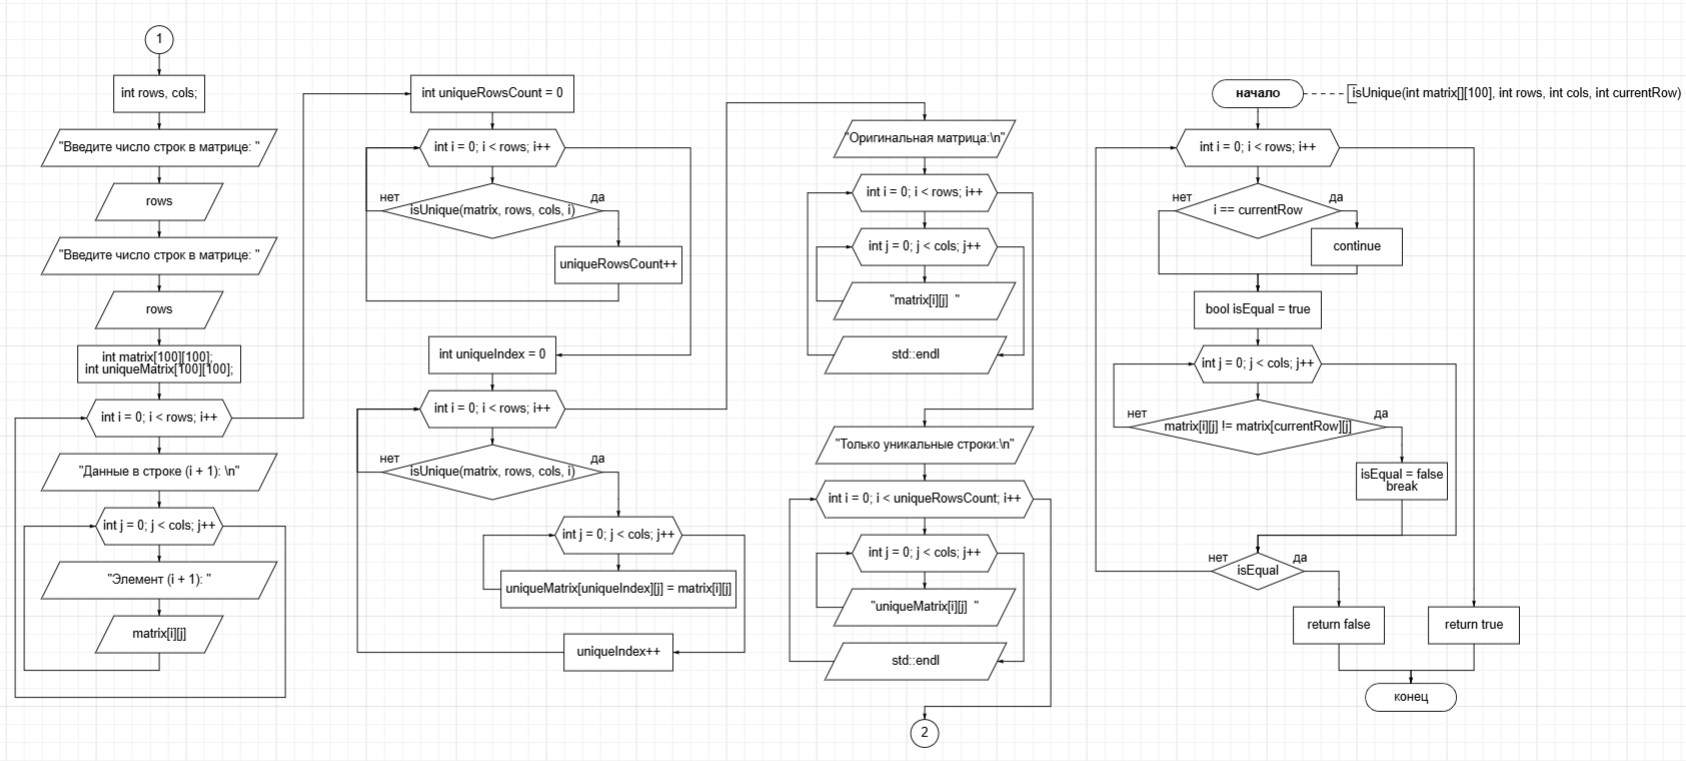 1
int rows, cols;
"Введите число строк в матрице: "
rows
"Введите число строк в матрице: "
rows
int matrix[100][100];
int uniqueMatrix[100][100];
int i = 0; i < rows; i++
"Данные в строке (i + 1): \n"
int j = 0; j < cols; j++
"Элемент (i + 1): "
matrix[i][j]
int uniqueRowsCount = 0
int i = 0; i < rows; i++
нет
да
isUnique(matrix, rows, cols, i)
uniqueRowsCount++
int uniqueIndex = 0
int i = 0; i < rows; i++
нет
да
isUnique(matrix, rows, cols, i)
int j = 0; j < cols; j++
uniqueMatrix[uniqueIndex][j] = matrix[i][j]
uniqueIndex++
"Оригинальная матрица:\n"
int i = 0; i < rows; i++
int j = 0; j < cols; j++
"matrix[i][j]  "
std::endl
"Только уникальные строки:\n"
int i = 0; i < uniqueRowsCount; i++
int j = 0; j < cols; j++
"uniqueMatrix[i][j]  "
std::endl
2
начало
isUnique(int matrix[][100], int rows, int cols, int currentRow)
int i = 0; i < rows; i++
нет
да
i == currentRow
continue
bool isEqual = true
int j = 0; j < cols; j++
нет
да
matrix[i][j] != matrix[currentRow][j]
isEqual = false
break
нет
да
isEqual
return false
return true
конец